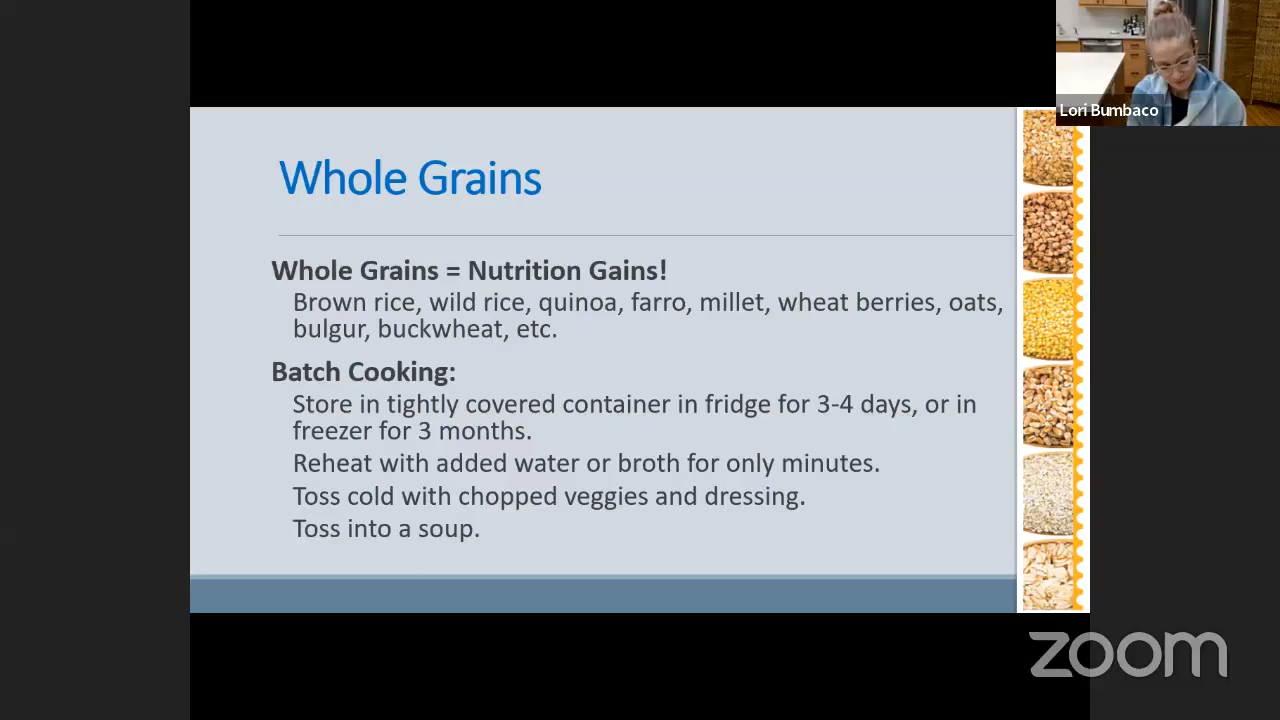 Lori Bumbaco
Whole Grains
Whole Grains = Nutrition Gains!
Brown rice, wild rice, quinoa, farro, millet, wheat berries, oats,
bulgur, buckwheat, etc.
Batch Cooking:
Store in tightly covered container in fridge for 3-4 days, or in
freezer for 3 months.
Reheat with added water or broth for only minutes.
Toss cold with chopped veggies and dressing.
Toss into a soup.
zoom